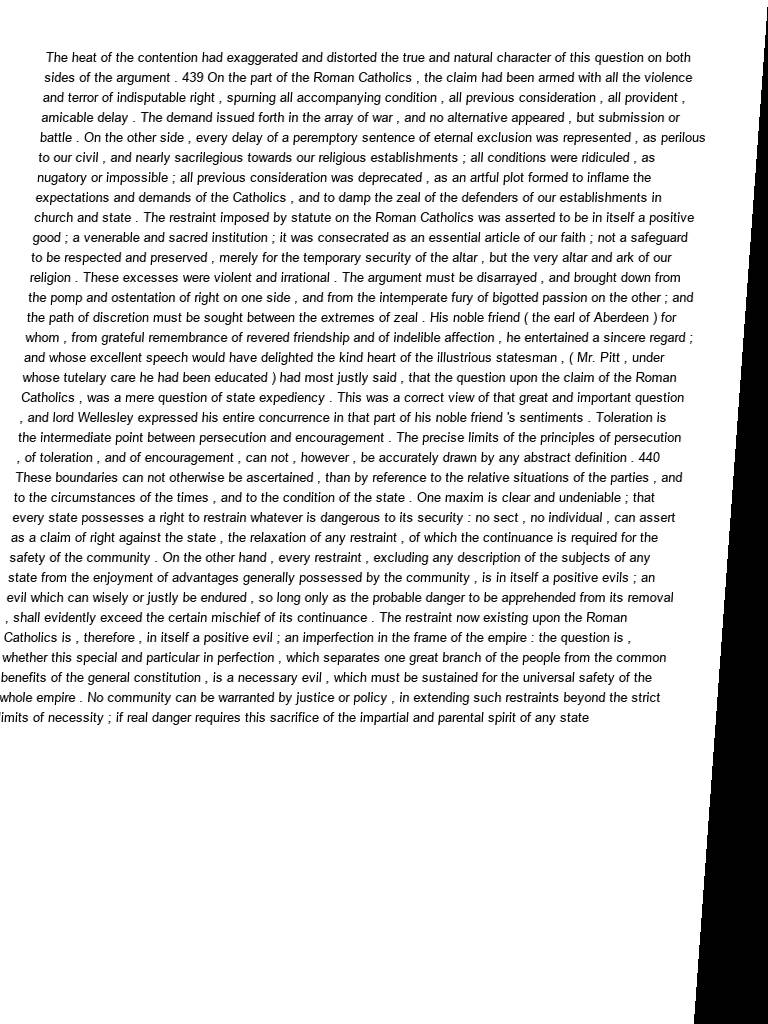 The heat of the contention had exaggerated and distorted the true and natural character of this question on both
sides of the argument . 439 On the part of the Roman Catholics , the claim had been armed with all the violence
and terror of indisputable right , spurning all accompanying condition , all previous consideration , all provident ,
amicable delay . The demand issued forth in the array of war , and no alternative appeared , but submission or
battle . On the other side , every delay of a peremptory sentence of eternal exclusion was represented , as perilous
to our civil , and nearly sacrilegious towards our religious establishments ; all conditions were ridiculed , as
nugatory or impossible ; all previous consideration was deprecated , as an artful plot formed to inflame the
expectations and demands of the Catholics , and to damp the zeal of the defenders of our establishments in
church and state . The restraint imposed by statute on the Roman Catholics was asserted to be in itself a positive
good ; a venerable and sacred institution ; it was consecrated as an essential article of our faith ; not a safeguard
to be respected and preserved , merely for the temporary security of the altar , but the very altar and ark of our
religion . These excesses were violent and irrational . The argument must be disarrayed , and brought down from
the pomp and ostentation of right on one side , and from the intemperate fury of bigotted passion on the other ; and
the path of discretion must be sought between the extremes of zeal . His noble friend ( the earl of Aberdeen ) for
whom , from grateful remembrance of revered friendship and of indelible affection , he entertained a sincere regard ;
and whose excellent speech would have delighted the kind heart of the illustrious statesman , ( Mr. Pitt , under
whose tutelary care he had been educated ) had most justly said , that the question upon the claim of the Roman
Catholics , was a mere question of state expediency . This was a correct view of that great and important question
, and lord Wellesley expressed his entire concurrence in that part of his noble friend 's sentiments . Toleration is
the intermediate point between persecution and encouragement . The precise limits of the principles of persecution
, of toleration , and of encouragement , can not , however , be accurately drawn by any abstract definition . 440
These boundaries can not otherwise be ascertained , than by reference to the relative situations of the parties , and
to the circumstances of the times , and to the condition of the state . One maxim is clear and undeniable ; that
every state possesses a right to restrain whatever is dangerous to its security : no sect , no individual , can assert
as a claim of right against the state , the relaxation of any restraint , of which the continuance is required for the
safety of the community . On the other hand , every restraint , excluding any description of the subjects of any
state from the enjoyment of advantages generally possessed by the community , is in itself a positive evils ; an
evil which can wisely or justly be endured , so long only as the probable danger to be apprehended from its removal
, shall evidently exceed the certain mischief of its continuance . The restraint now existing upon the Roman
Catholics is , therefore , in itself a positive evil ; an imperfection in the frame of the empire : the question is ,
whether this special and particular in perfection , which separates one great branch of the people from the common
benefits of the general constitution , is a necessary evil , which must be sustained for the universal safety of the
whole empire . No community can be warranted by justice or policy , in extending such restraints beyond the strict
limits of necessity ; if real danger requires this sacrifice of the impartial and parental spirit of any state